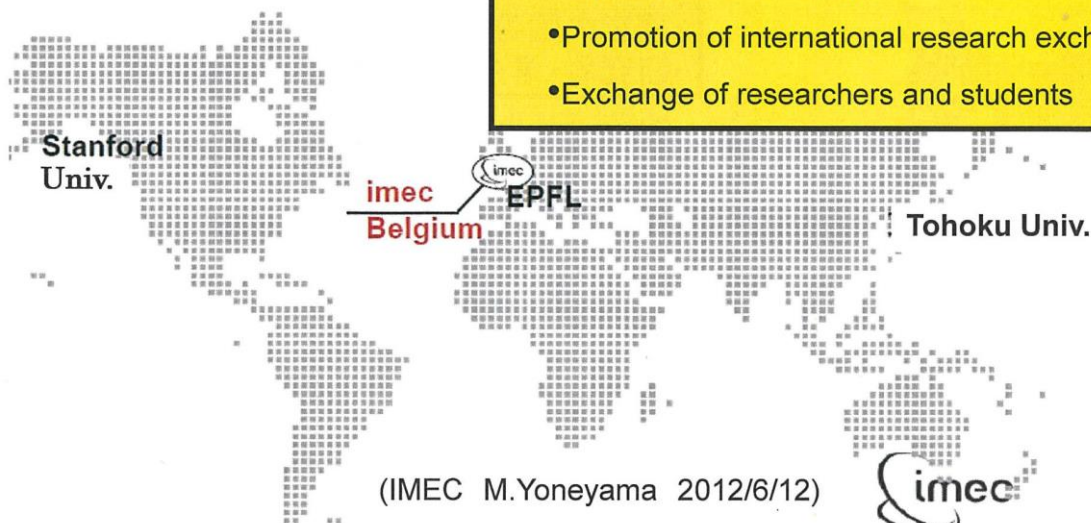 •Promotion of international research exch
•Exchange of researchers and students
Stanford
Univ.
imec
imec
EPFL
Belgium
Tohoku Univ.
(IMEC M.Yoneyama 2012/6/12)
imec